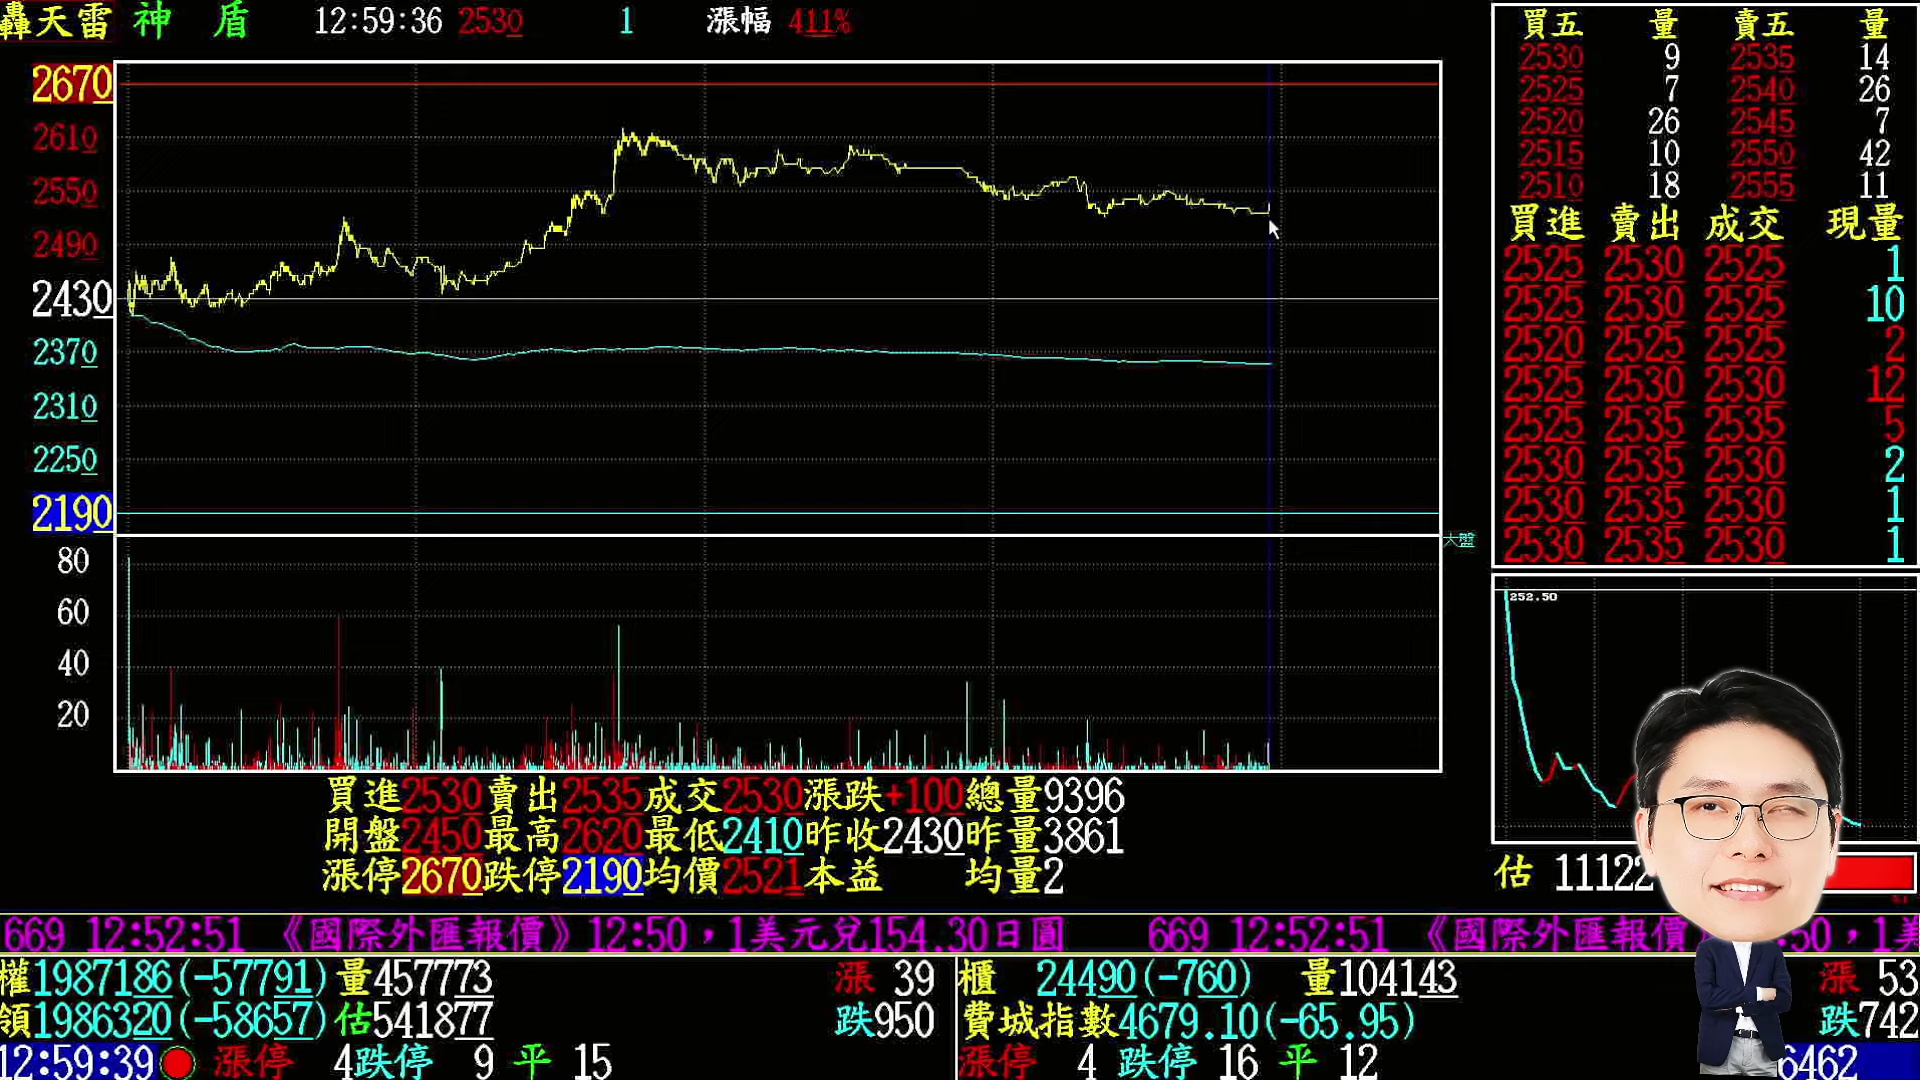 轟天雷 神盾 12:59:36 2530 1 漲幅 411%
2670
2610
2550
2490
2430
2370
2310
2250
2190
80
60
40
20
大盤
買五 量 賣五 量
2530 9 2535 14
2525 7 2540 26
2520 26 2545 7
2515 10 2550 42
2510 18 2555 11
買進 賣出 成交 現量
2525 2530 2525 1
2525 2530 2525 10
2520 2525 2525 2
2525 2530 2530 12
2525 2535 2535 5
2530 2535 2530 2
2530 2535 2530 1
2530 2535 2530 1
252.50
估 11122
買進2530 賣出2535 成交2530 漲跌+100 總量9396
開盤2450 最高2620 最低2410 昨收2430 昨量3861
漲停2670 跌停2190 均價2521 本益 均量2
669 12:52:51 《國際外匯報價》12:50，1美元兌154.30日圓 669 12:52:51 《國際外匯報價 50，1美
權1987186(-57791) 量457773 漲 39 櫃 24490(-760) 量104143 漲 53
領1986320(-58657) 估541877 跌950 費城指數4679.10(-65.95) 跌742
12:59:39 漲停 4 跌停 9 平 15 漲停 4 跌停 16 平 12 6462